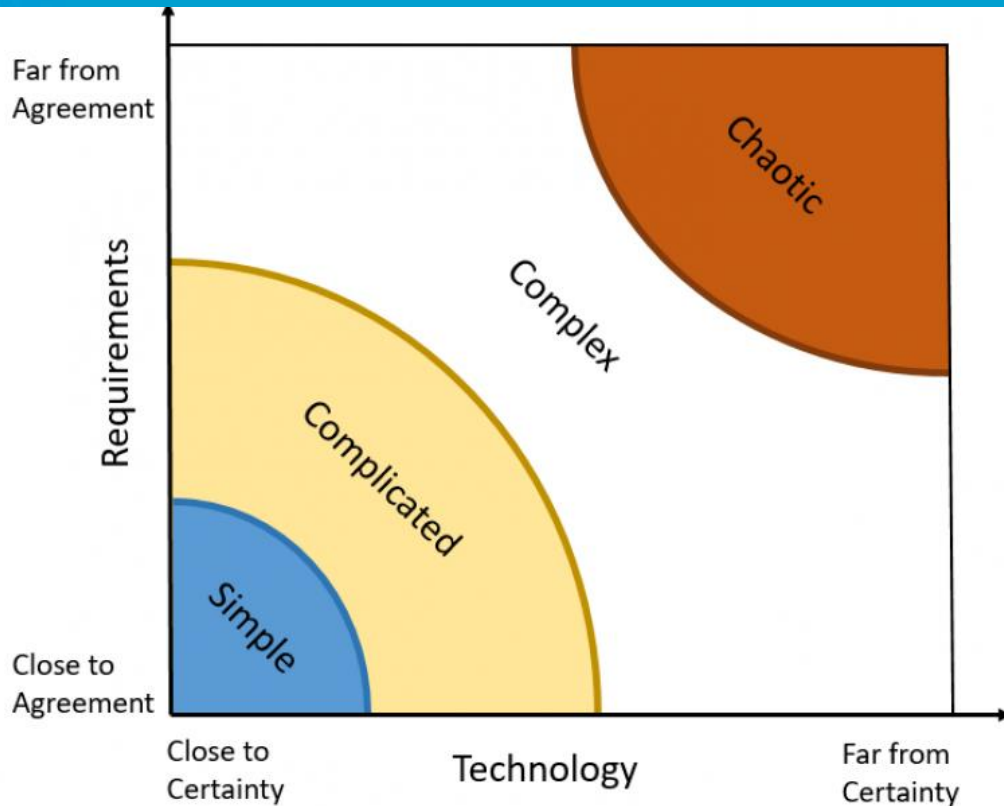 Far from
Agreement
Chaotic
Requirements
Complex
Complicated
Simple
Close to
Agreement
Close to
Certainty
Technology
Far from
Certainty